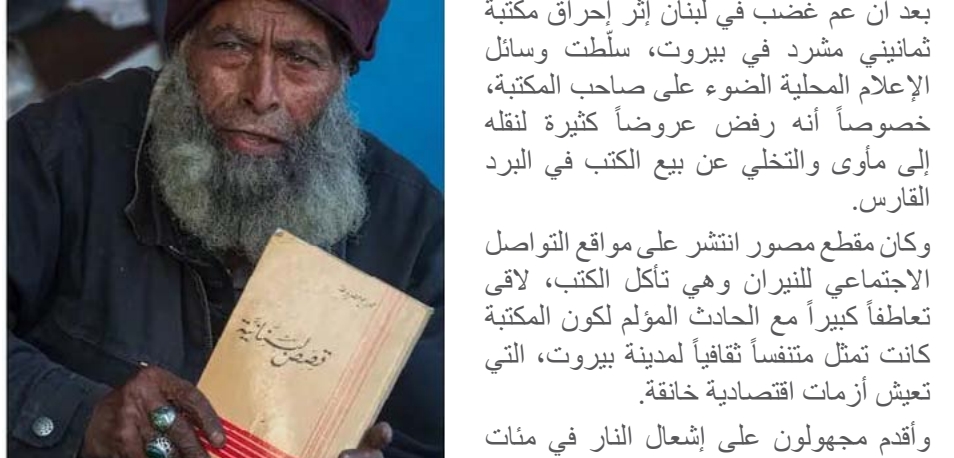 بعد أن عم غضب في لبنان إثر إحراق مكتبة
ثمانيني مشرد في بيروت، سلّطت وسائل
الإعلام المحلية الضوء على صاحب المكتبة،
خصوصاً أنه رفض عروضاً كثيرة لنقله
إلى مأوى والتخلي عن بيع الكتب في البرد
القارس.
وكان مقطع مصور انتشر على مواقع التواصل
الاجتماعي للنيران وهي تأكل الكتب، لاقى
تعاطفاً كبيراً مع الحادث المؤلم لكون المكتبة
كانت تمثل متنفساً ثقافياً لمدينة بيروت، التي
تعيش أزمات اقتصادية خانقة.
وأقدم مجهولون على إشعال النار في مئات
قصص لبنانية